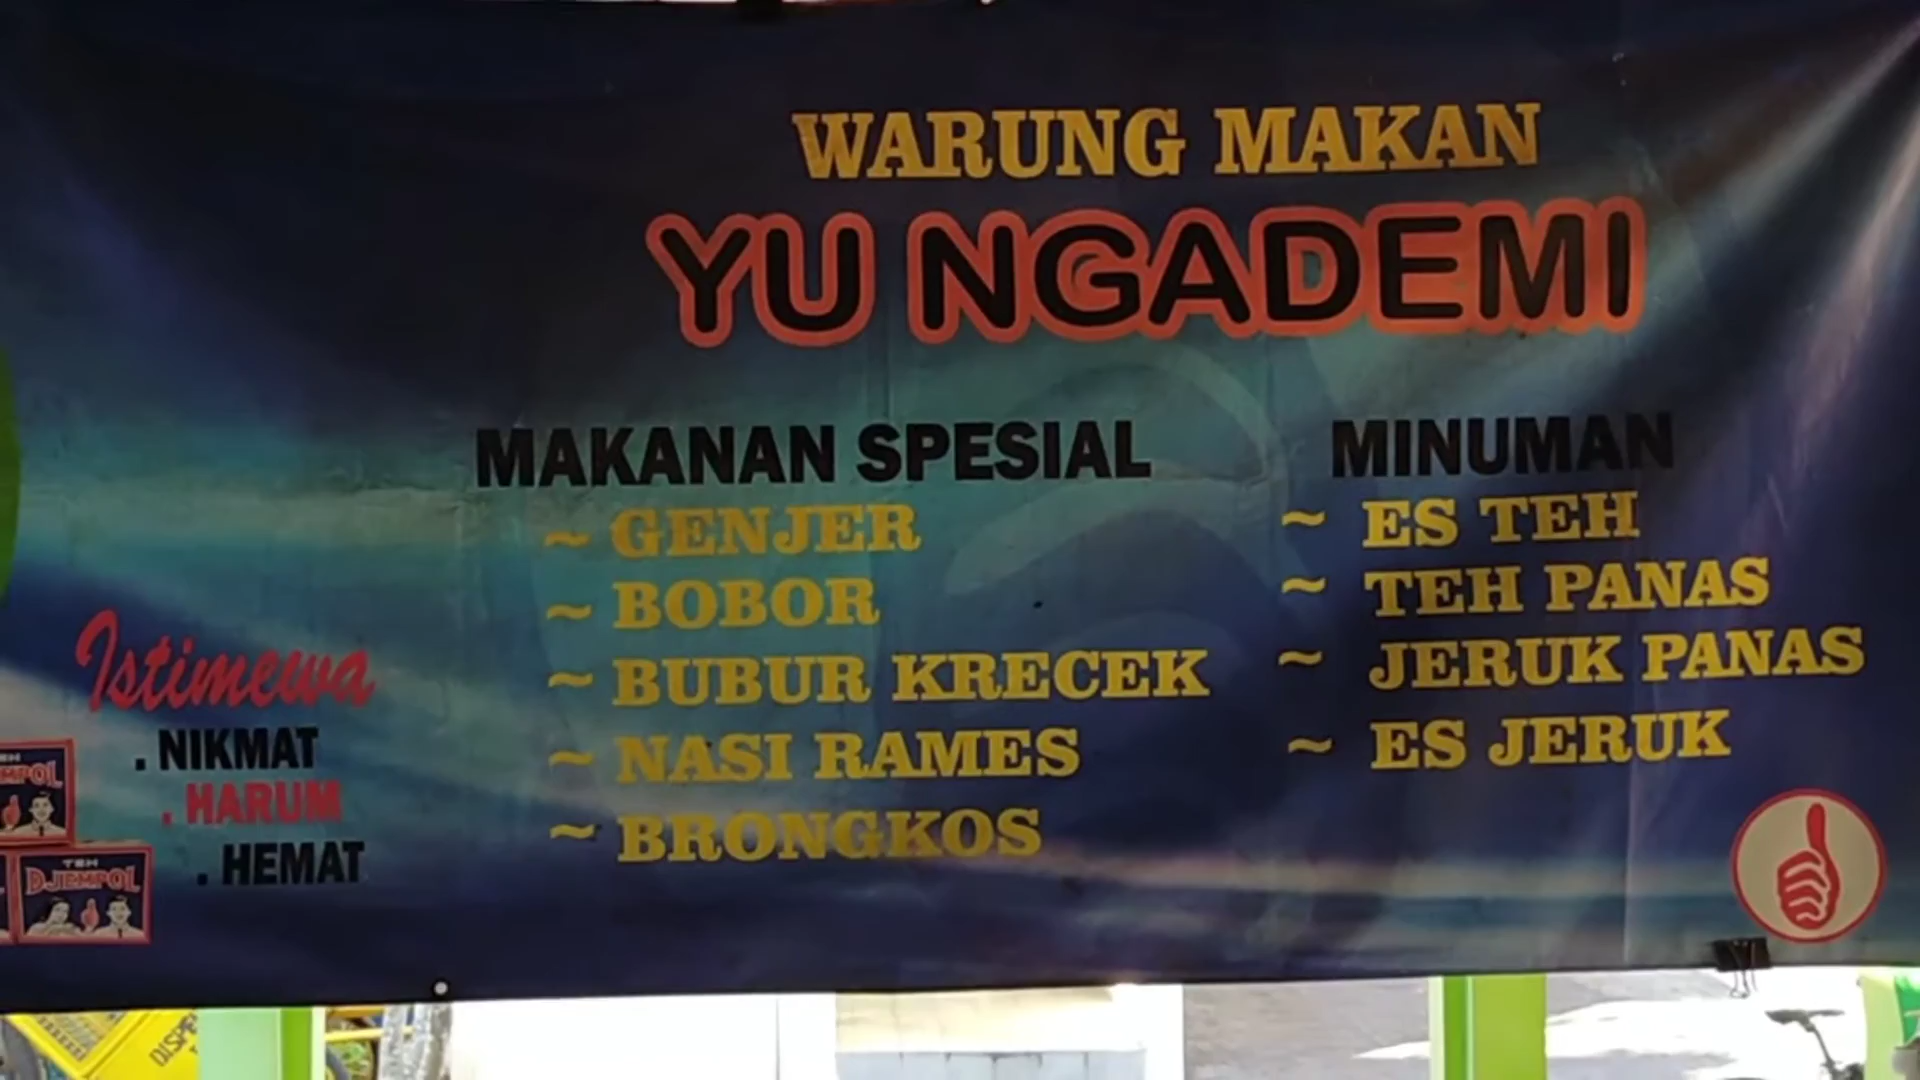 WARUNG MAKAN
YU NGADEMI
MAKANAN SPESIAL
~ GENJER
~ BOBOR
~ BUBUR KRECEK
~ NASI RAMES
~ BRONGKOS
MINUMAN
~ ES TEH
~ TEH PANAS
~ JERUK PANAS
~ ES JERUK
Istimewa
. NIKMAT
. HARUM
. HEMAT
TEH
DJEMPOL